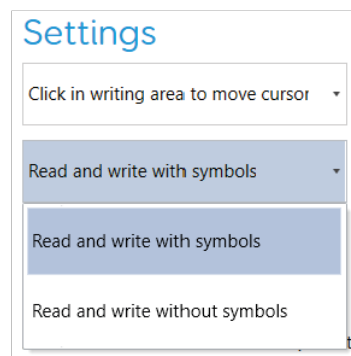 Settings
Click in writing area to move cursor
Read and write with symbols
Read and write with symbols
Read and write without symbols